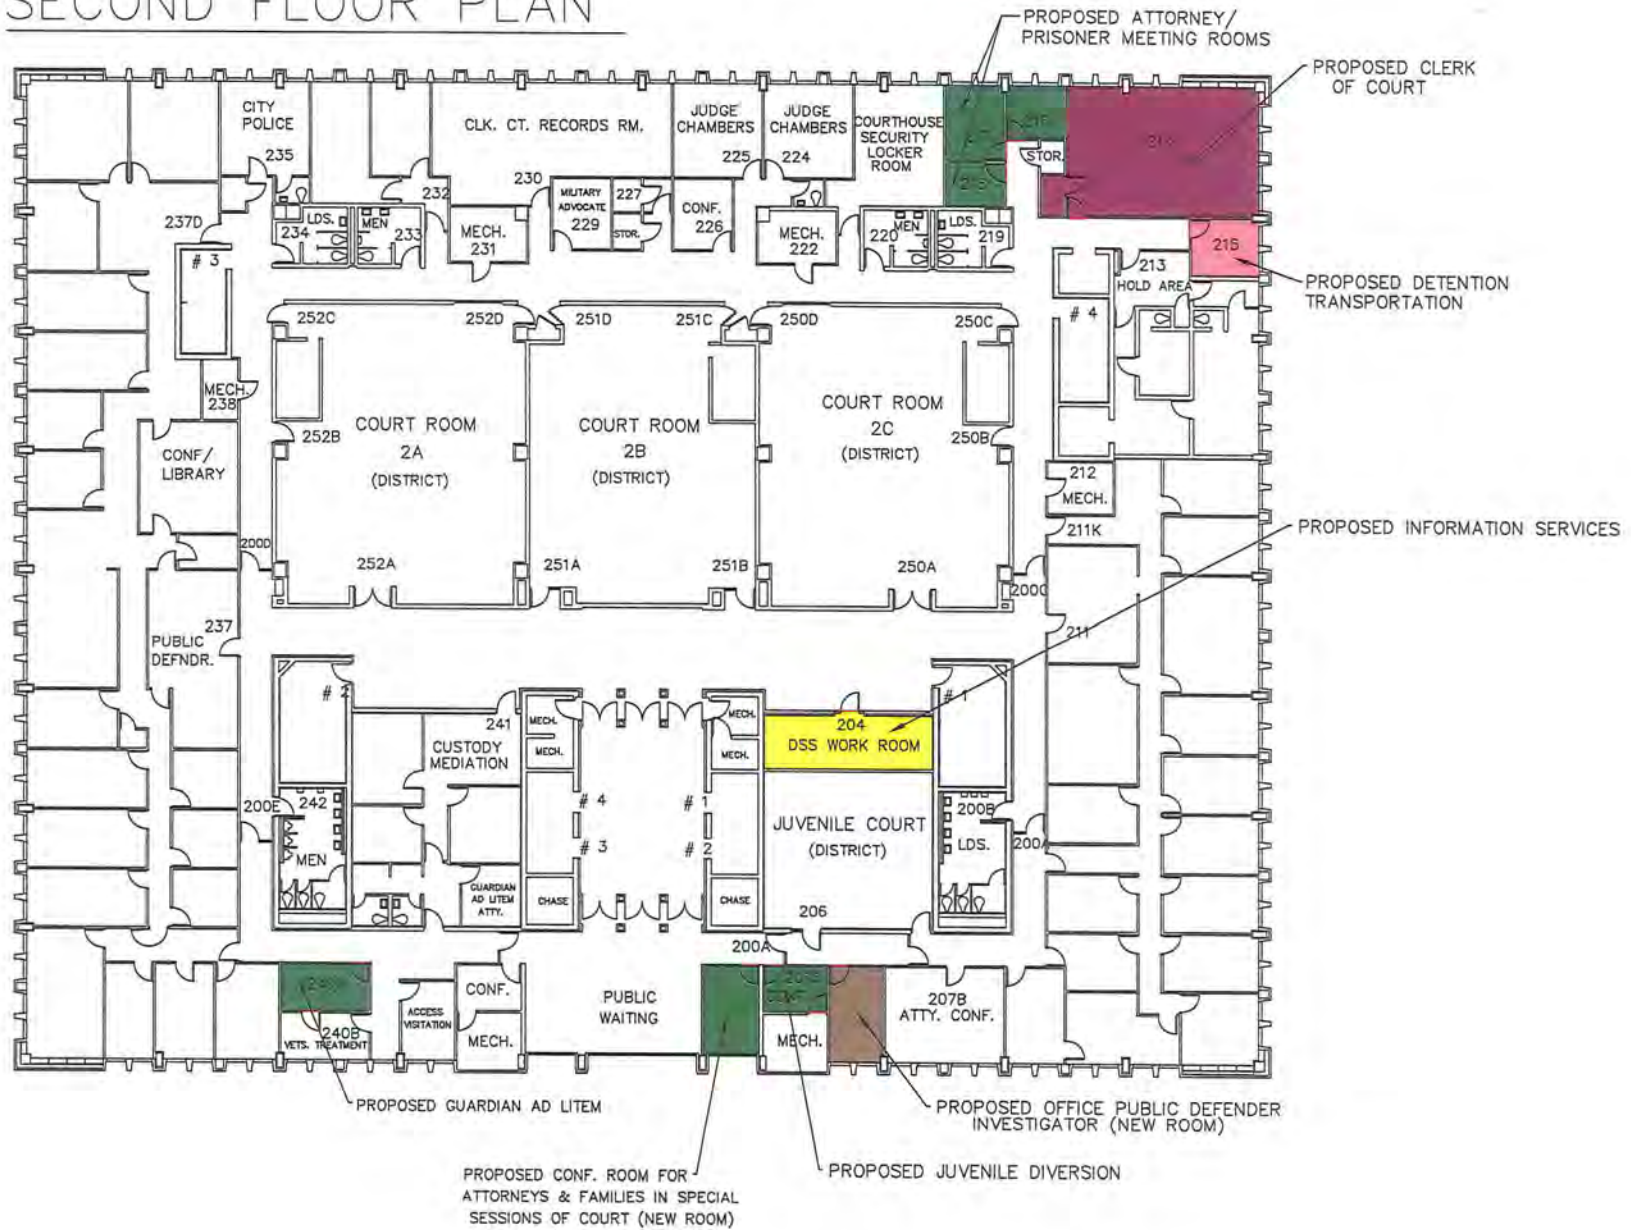 SECOND FLOOR PLAN
PROPOSED ATTORNEY/
PRISONER MEETING ROOMS
PROPOSED CLERK
OF COURT
CITY
POLICE
235
CLK. CT. RECORDS RM.
JUDGE
CHAMBERS
225
JUDGE
CHAMBERS
224
COURTHOUSE
SECURITY
LOCKER
ROOM
STOR.
232
230
MILITARY
ADVOCATE
229
227
STOR.
CONF.
226
237D
LDS.
234
MEN
233
MECH.
231
MECH.
222
220
MEN
LDS.
219
215
PROPOSED DETENTION
TRANSPORTATION
# 3
213
HOLD AREA
# 4
252C
252D
251D
251C
250D
250C
MECH.
238
COURT ROOM
2A
(DISTRICT)
COURT ROOM
2B
(DISTRICT)
COURT ROOM
2C
(DISTRICT)
252B
250B
CONF/
LIBRARY
212
MECH.
211K
PROPOSED INFORMATION SERVICES
200D
252A
251A
251B
250A
200C
237
PUBLIC
DEFNDR.
211
# 2
# 1
241
CUSTODY
MEDIATION
MECH.
MECH.
MECH.
MECH.
204
DSS WORK ROOM
200E
242
MEN
# 4
# 3
# 1
# 2
JUVENILE COURT
(DISTRICT)
200B
LDS.
200A
GUARDIAN
AD LITEM
ATTY.
CHASE
CHASE
206
200A
CONF.
MECH.
PUBLIC
WAITING
ACCESS
VISITATION
240B
VETS. TREATMENT
MECH.
207B
ATTY. CONF.
PROPOSED GUARDIAN AD LITEM
PROPOSED OFFICE PUBLIC DEFENDER
INVESTIGATOR (NEW ROOM)
PROPOSED CONF. ROOM FOR
ATTORNEYS & FAMILIES IN SPECIAL
SESSIONS OF COURT (NEW ROOM)
PROPOSED JUVENILE DIVERSION